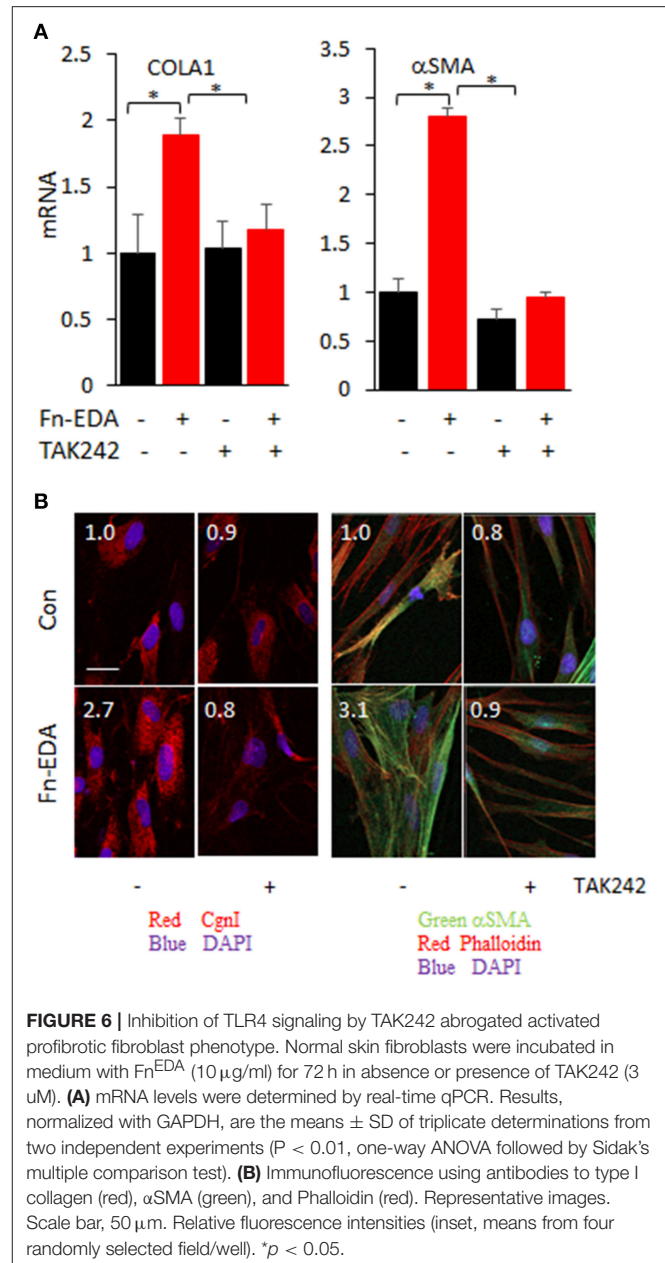 A
COLA1
αSMA
mRNA
2.5
2
1.5
1
0.5
0
3.5
3
2.5
2
1.5
1
0.5
0
* *
* *
Fn-EDA - + - + - + - +
TAK242 - - + + - - + +
B
Con
1.0 0.9 1.0 0.8
Fn-EDA
2.7 0.8 3.1 0.9
- + - + TAK242
Red CgnI
Blue DAPI
Green αSMA
Red Phalloidin
Blue DAPI
FIGURE 6 | Inhibition of TLR4 signaling by TAK242 abrogated activated
profibrotic fibroblast phenotype. Normal skin fibroblasts were incubated in
medium with Fn^EDA (10 μg/ml) for 72 h in absence or presence of TAK242 (3
uM). (A) mRNA levels were determined by real-time qPCR. Results,
normalized with GAPDH, are the means ± SD of triplicate determinations from
two independent experiments (P < 0.01, one-way ANOVA followed by Sidak's
multiple comparison test). (B) Immunofluorescence using antibodies to type I
collagen (red), αSMA (green), and Phalloidin (red). Representative images.
Scale bar, 50 μm. Relative fluorescence intensities (inset, means from four
randomly selected field/well). *p < 0.05.